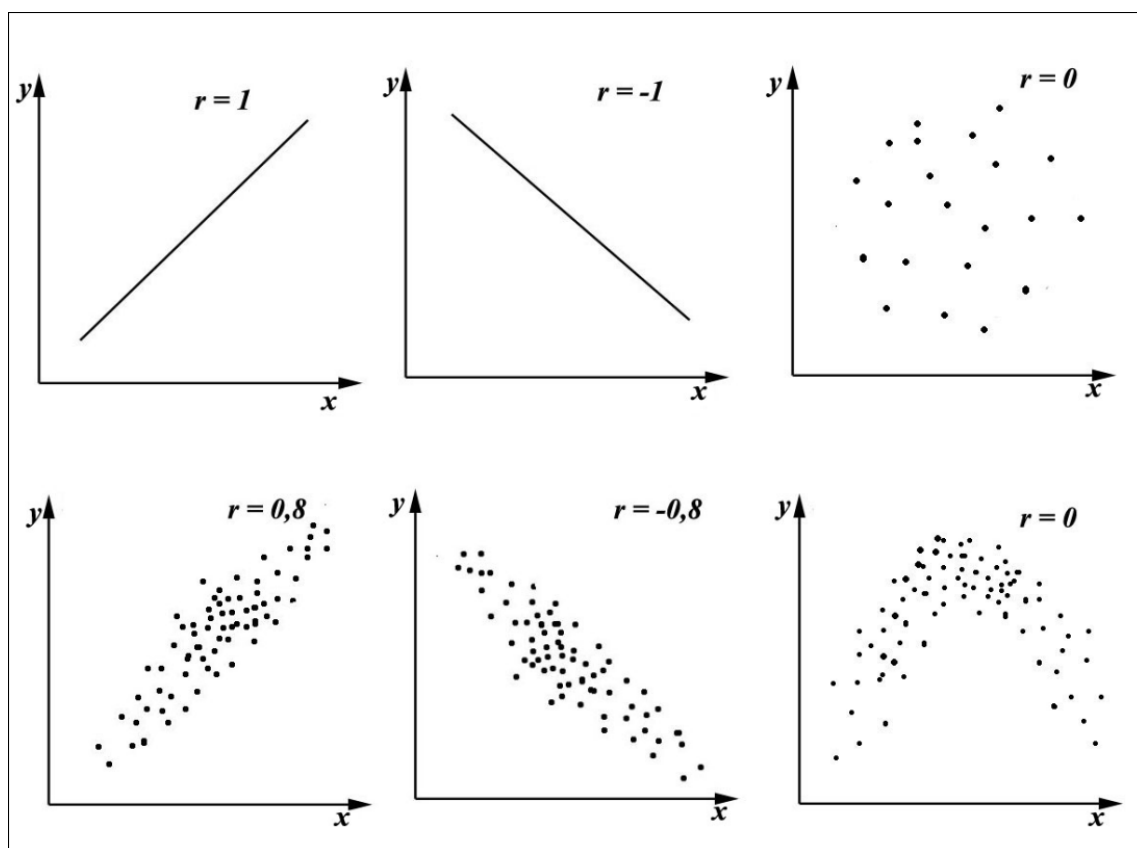 y
r = 1
x
y
r = -1
x
y
r = 0
x
y
r = 0,8
x
y
r = -0,8
x
y
r = 0
x